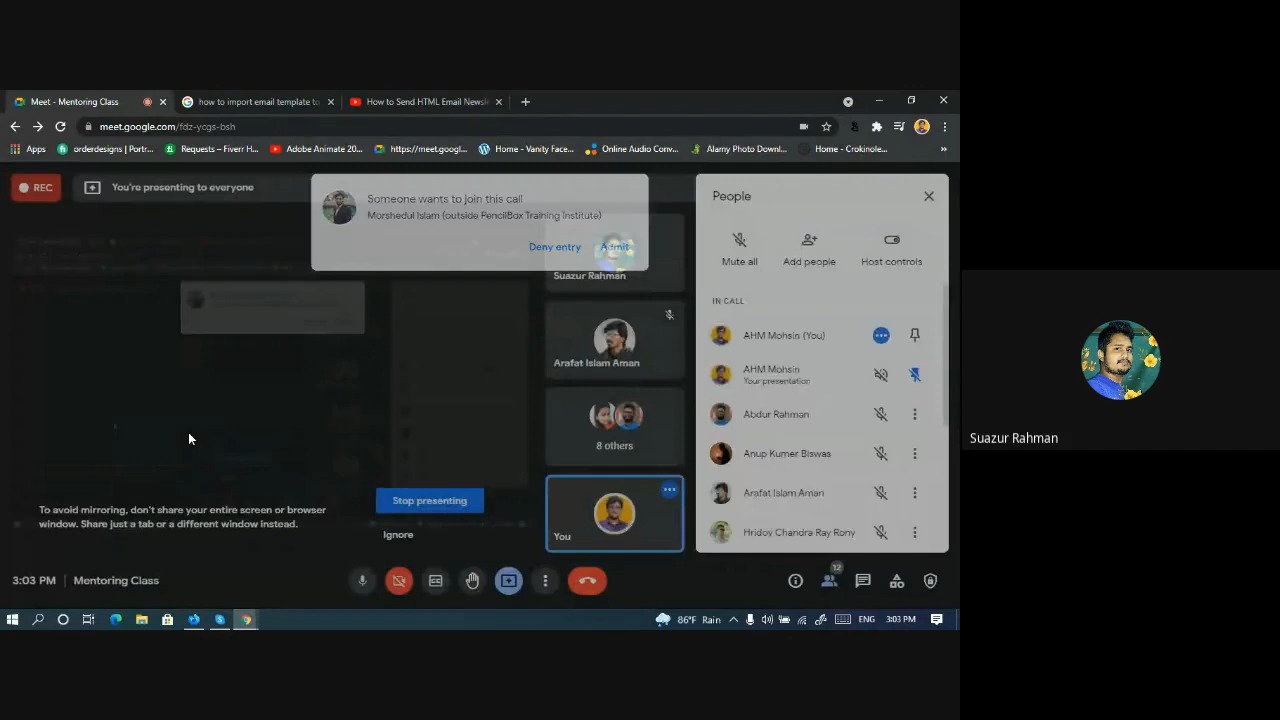 Meet - Mentoring Class
how to import email template to
How to Send HTML Email Newsl
meet.google.com/fdz-ycgs-bsh
Apps
orderdesigns | Portr...
Requests – Fiverr H...
Adobe Animate 20...
https://meet.googl...
Home - Vanity Face...
Online Audio Conv...
Alamy Photo Downl...
Home - Crokinole...
REC
You're presenting to everyone
Someone wants to join this call
Morshedul Islam (outside PencilBox Training Institute)
Deny entry
Admit
Suazur Rahman
Arafat Islam Aman
8 others
You
To avoid mirroring, don't share your entire screen or browser
window. Share just a tab or a different window instead.
Stop presenting
Ignore
People
Mute all
Add people
Host controls
IN CALL
AHM Mohsin (You)
AHM Mohsin
Your presentation
Abdur Rahman
Anup Kumer Biswas
Arafat Islam Aman
Hridoy Chandra Ray Rony
3:03 PM | Mentoring Class
12
86°F Rain
ENG
3:03 PM
Suazur Rahman